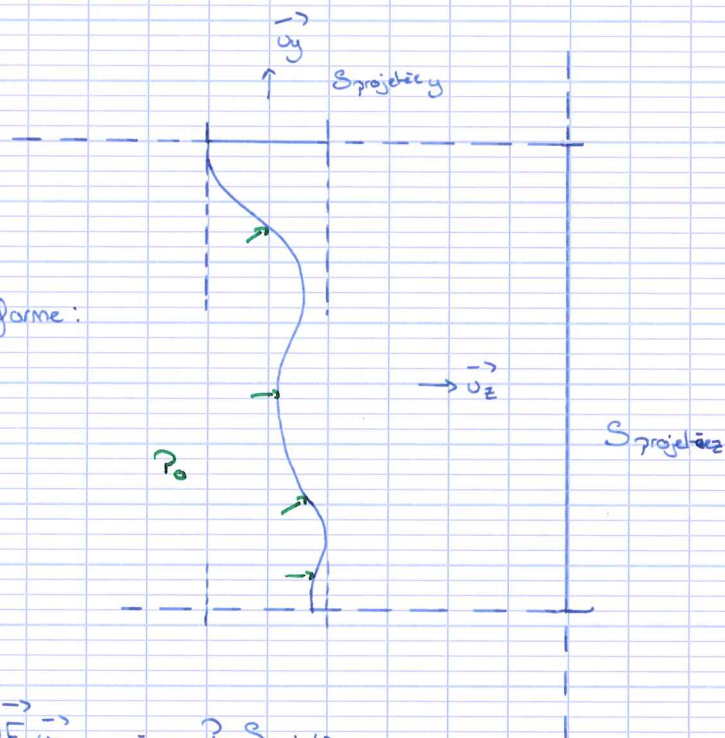 →
uy
S projetée y
forme :
→ uz
S projetée z
P₀